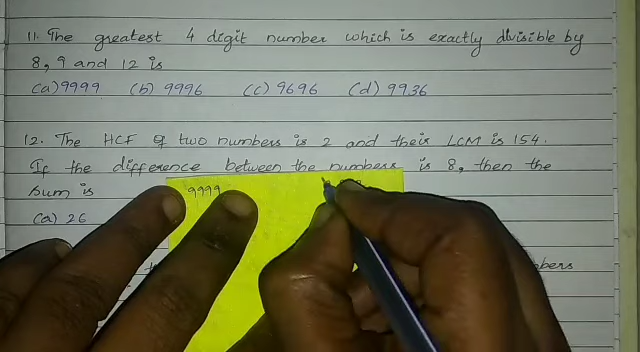 11. The greatest 4 digit number which is exactly divisible by
8, 9 and 12 is
(a) 9999 (b) 9996 (c) 9696 (d) 9936
12. The HCF of two numbers is 2 and their LCM is 154.
If the difference between the numbers is 8, then the
sum is
9999
(a) 26